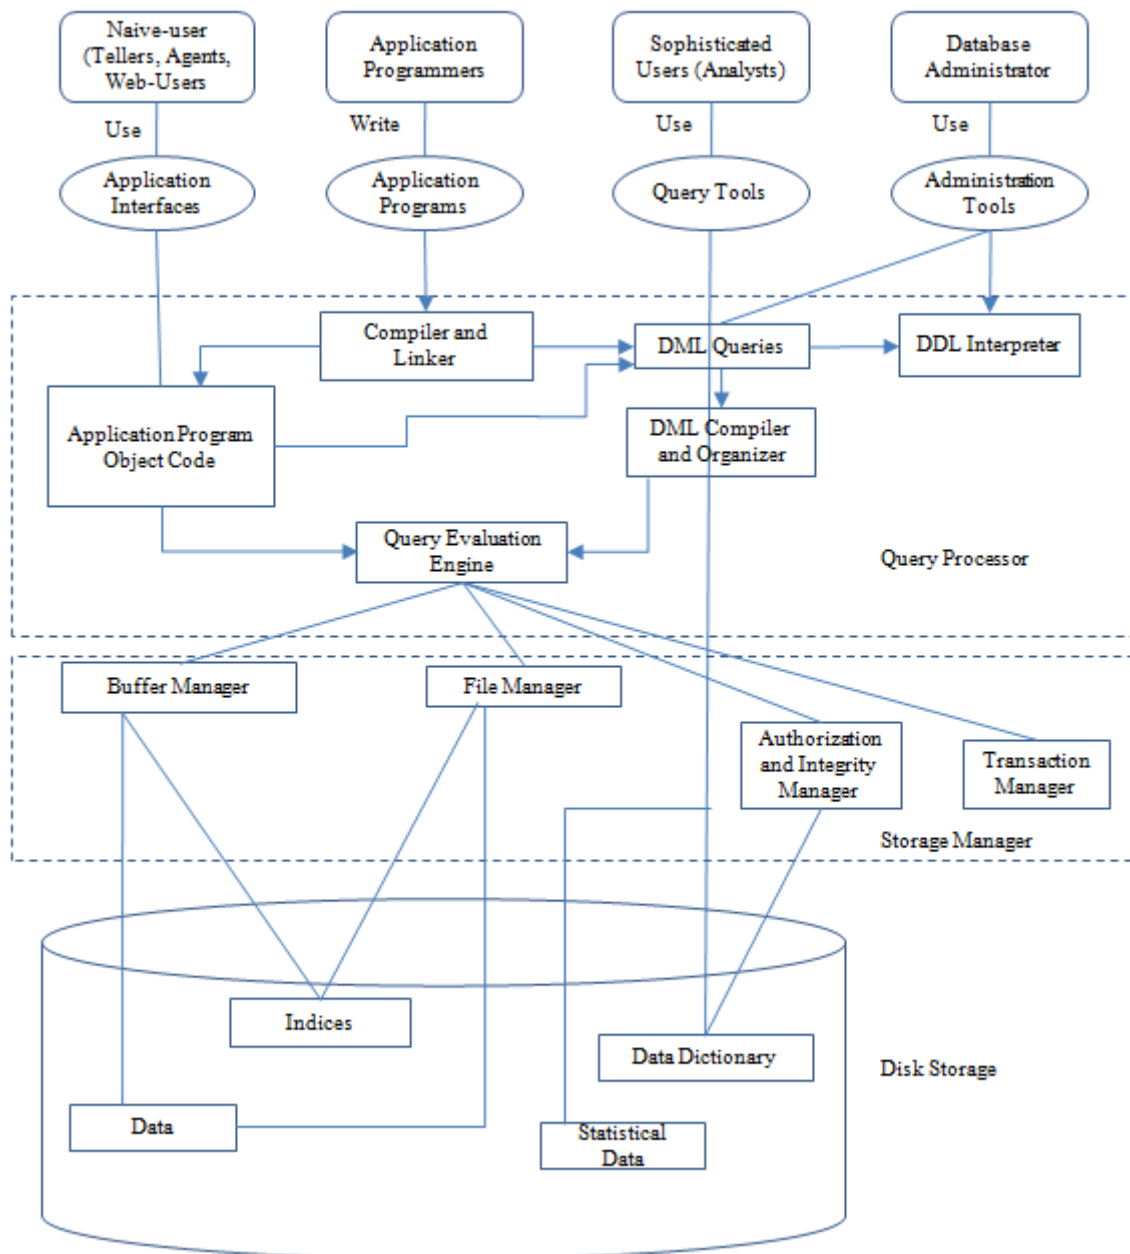 Naive-user
(Tellers, Agents,
Web-Users
Application
Programmers
Sophisticated
Users (Analysts)
Database
Administrator
Use
Write
Use
Use
Application
Interfaces
Application
Programs
Query Tools
Administration
Tools
Compiler and
Linker
DML Queries
DDL Interpreter
Application Program
Object Code
DML Compiler
and Organizer
Query Evaluation
Engine
Query Processor
Buffer Manager
File Manager
Authorization
and Integrity
Manager
Transaction
Manager
Storage Manager
Indices
Data Dictionary
Disk Storage
Data
Statistical
Data